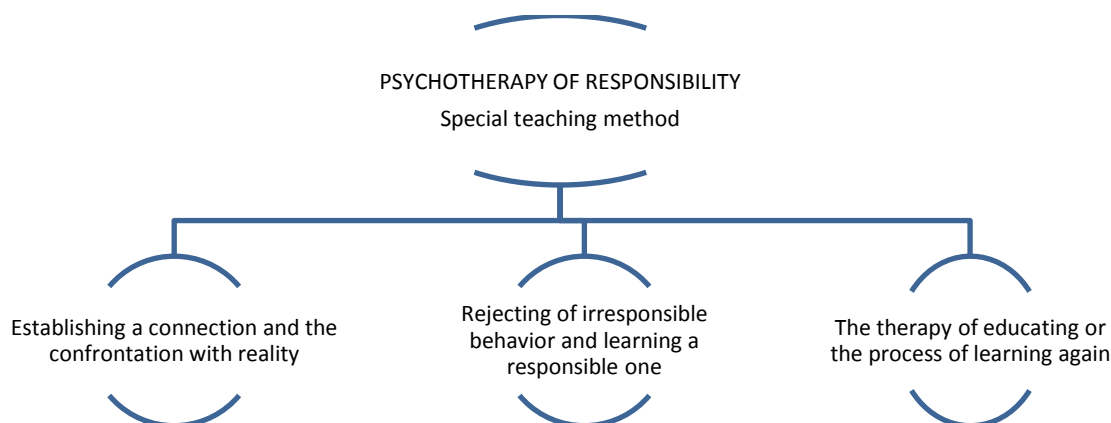 PSYCHOTHERAPY OF RESPONSIBILITY
Special teaching method
Establishing a connection and the
confrontation with reality
Rejecting of irresponsible
behavior and learning a
responsible one
The therapy of educating or
the process of learning again